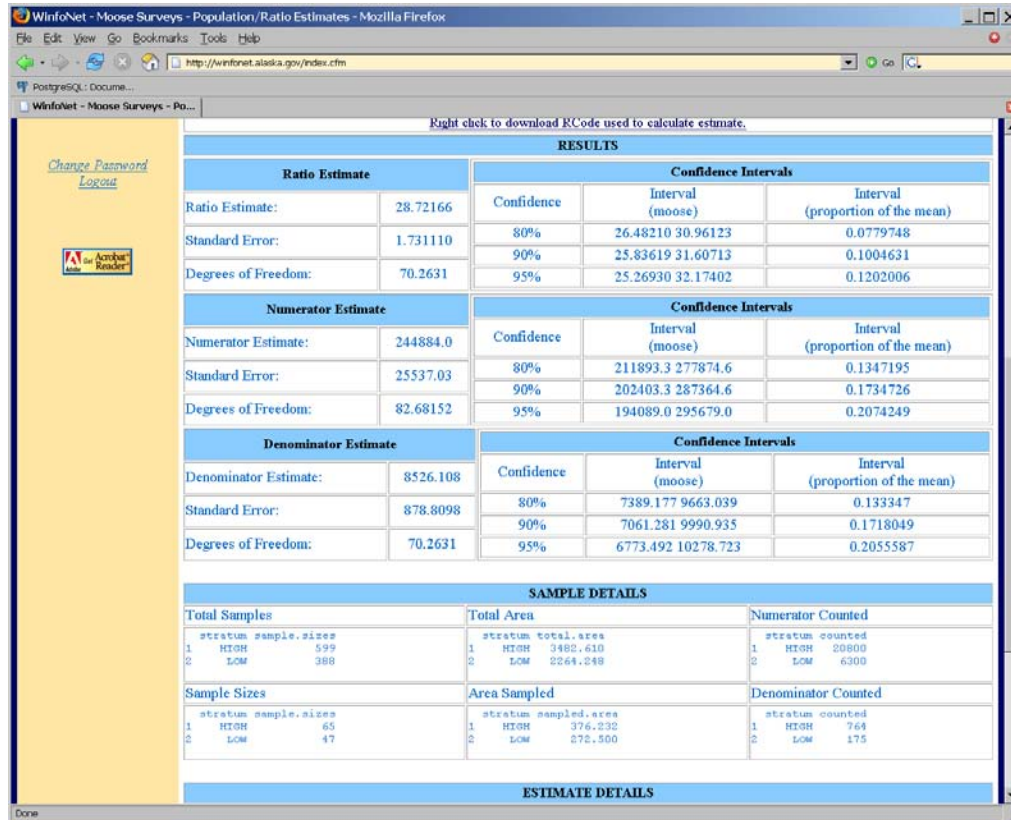 WinfoNet - Moose Surveys - Population/Ratio Estimates - Mozilla Firefox
File Edit View Go Bookmarks Tools Help
http://winfonet.alaska.gov/index.cfm
Go
PostgreSQL: Docume...
WinfoNet - Moose Surveys - Po...
Right click to download RCode used to calculate estimate.
Change Password
Logout
Get Acrobat Reader
Adobe
RESULTS
Ratio Estimate
Confidence Intervals
Ratio Estimate: 28.72166
Standard Error: 1.731110
Degrees of Freedom: 70.2631
Confidence Interval (moose) Interval (proportion of the mean)
80% 26.48210 30.96123 0.0779748
90% 25.83619 31.60713 0.1004631
95% 25.26930 32.17402 0.1202006
Numerator Estimate
Confidence Intervals
Numerator Estimate: 244884.0
Standard Error: 25537.03
Degrees of Freedom: 82.68152
Confidence Interval (moose) Interval (proportion of the mean)
80% 211893.3 277874.6 0.1347195
90% 202403.3 287364.6 0.1734726
95% 194089.0 295679.0 0.2074249
Denominator Estimate
Confidence Intervals
Denominator Estimate: 8526.108
Standard Error: 878.8098
Degrees of Freedom: 70.2631
Confidence Interval (moose) Interval (proportion of the mean)
80% 7389.177 9663.039 0.133347
90% 7061.281 9990.935 0.1718049
95% 6773.492 10278.723 0.2055587
SAMPLE DETAILS
Total Samples
stratum sample.sizes
1 HIGH 599
2 LOW 388
Total Area
stratum total.area
1 HIGH 3482.610
2 LOW 2264.248
Numerator Counted
stratum counted
1 HIGH 20800
2 LOW 6300
Sample Sizes
stratum sample.sizes
1 HIGH 65
2 LOW 47
Area Sampled
stratum sampled.area
1 HIGH 376.232
2 LOW 272.500
Denominator Counted
stratum counted
1 HIGH 764
2 LOW 175
ESTIMATE DETAILS
Done